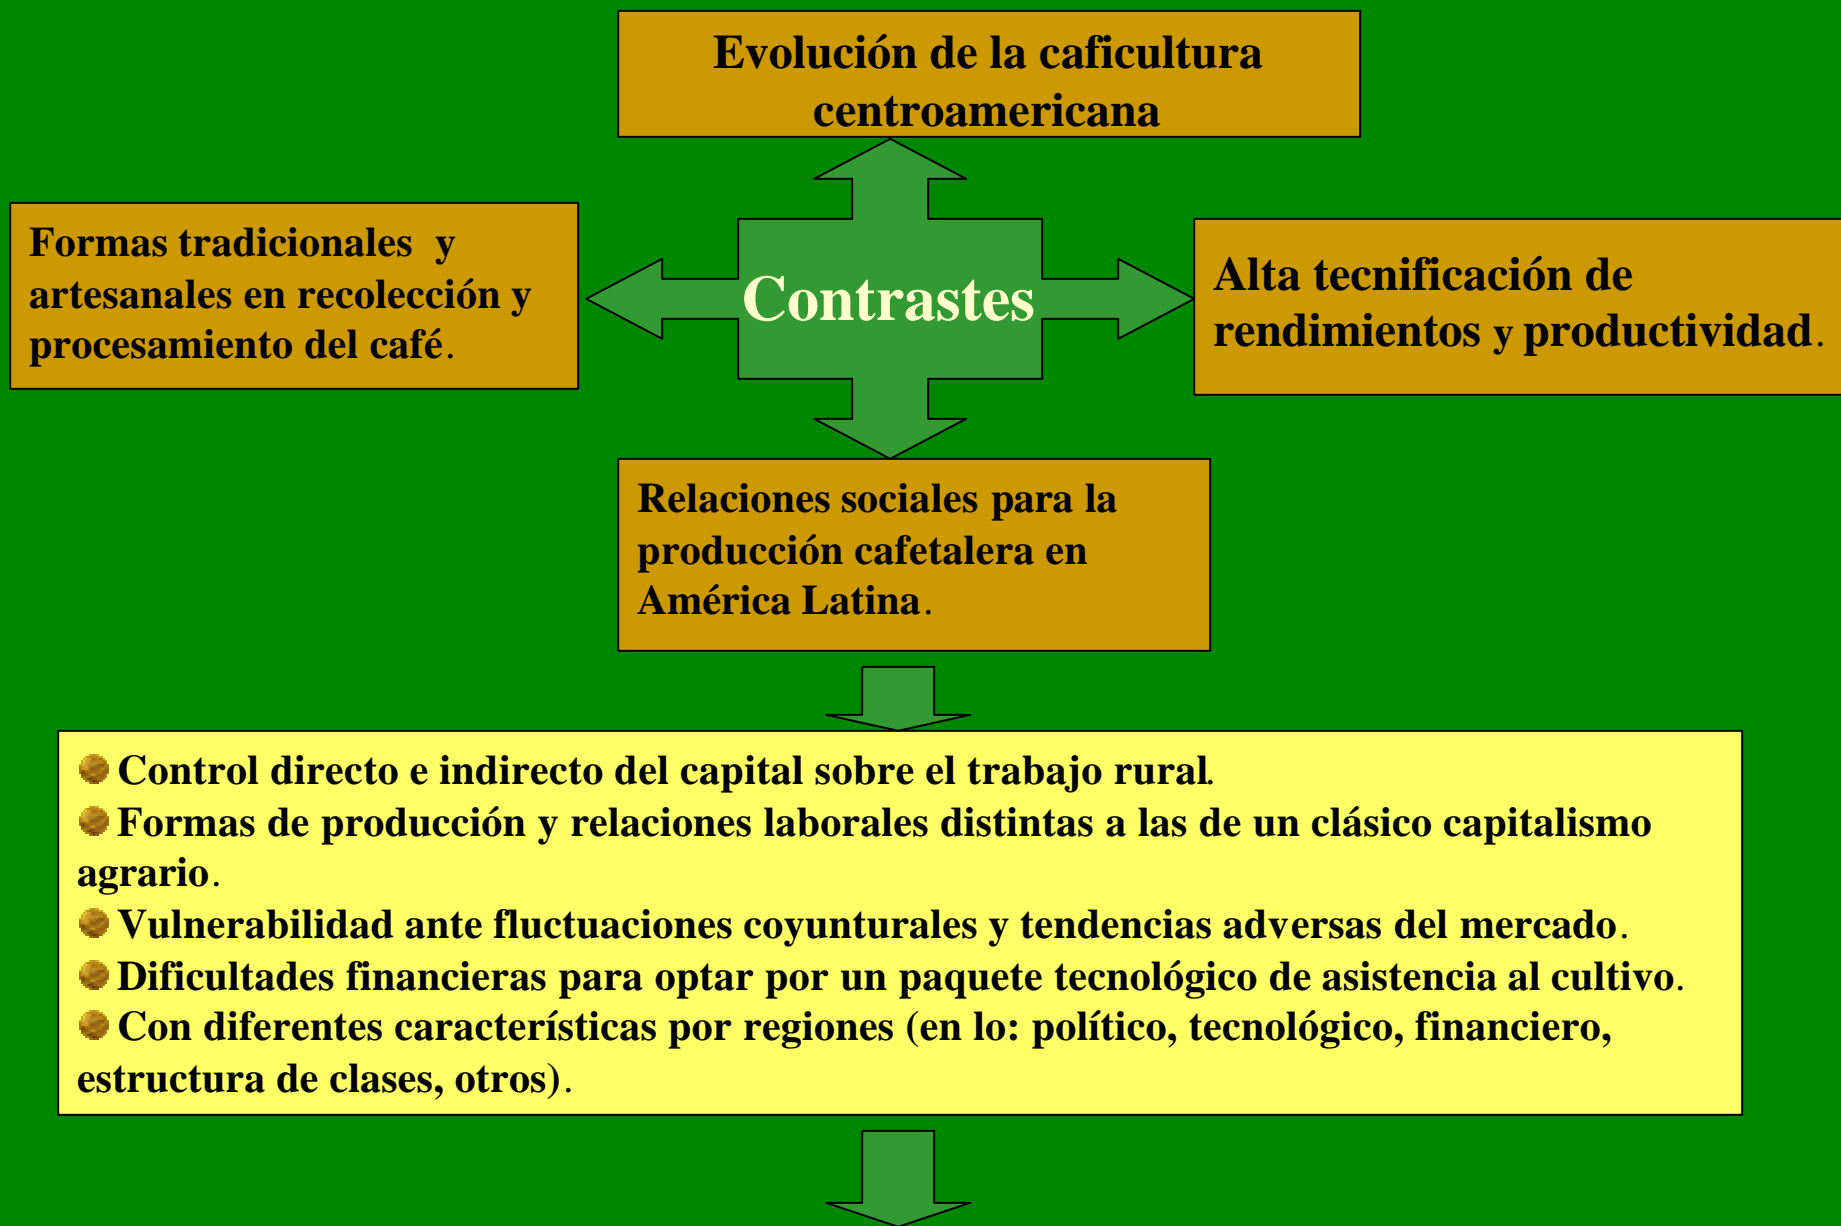 Evolución de la caficultura
centroamericana
Formas tradicionales y
artesanales en recolección y
procesamiento del café.
Contrastes
Alta tecnificación de
rendimientos y productividad.
Relaciones sociales para la
producción cafetalera en
América Latina.
Control directo e indirecto del capital sobre el trabajo rural.
Formas de producción y relaciones laborales distintas a las de un clásico capitalismo
agrario.
Vulnerabilidad ante fluctuaciones coyunturales y tendencias adversas del mercado.
Dificultades financieras para optar por un paquete tecnológico de asistencia al cultivo.
Con diferentes características por regiones (en lo: político, tecnológico, financiero,
estructura de clases, otros).